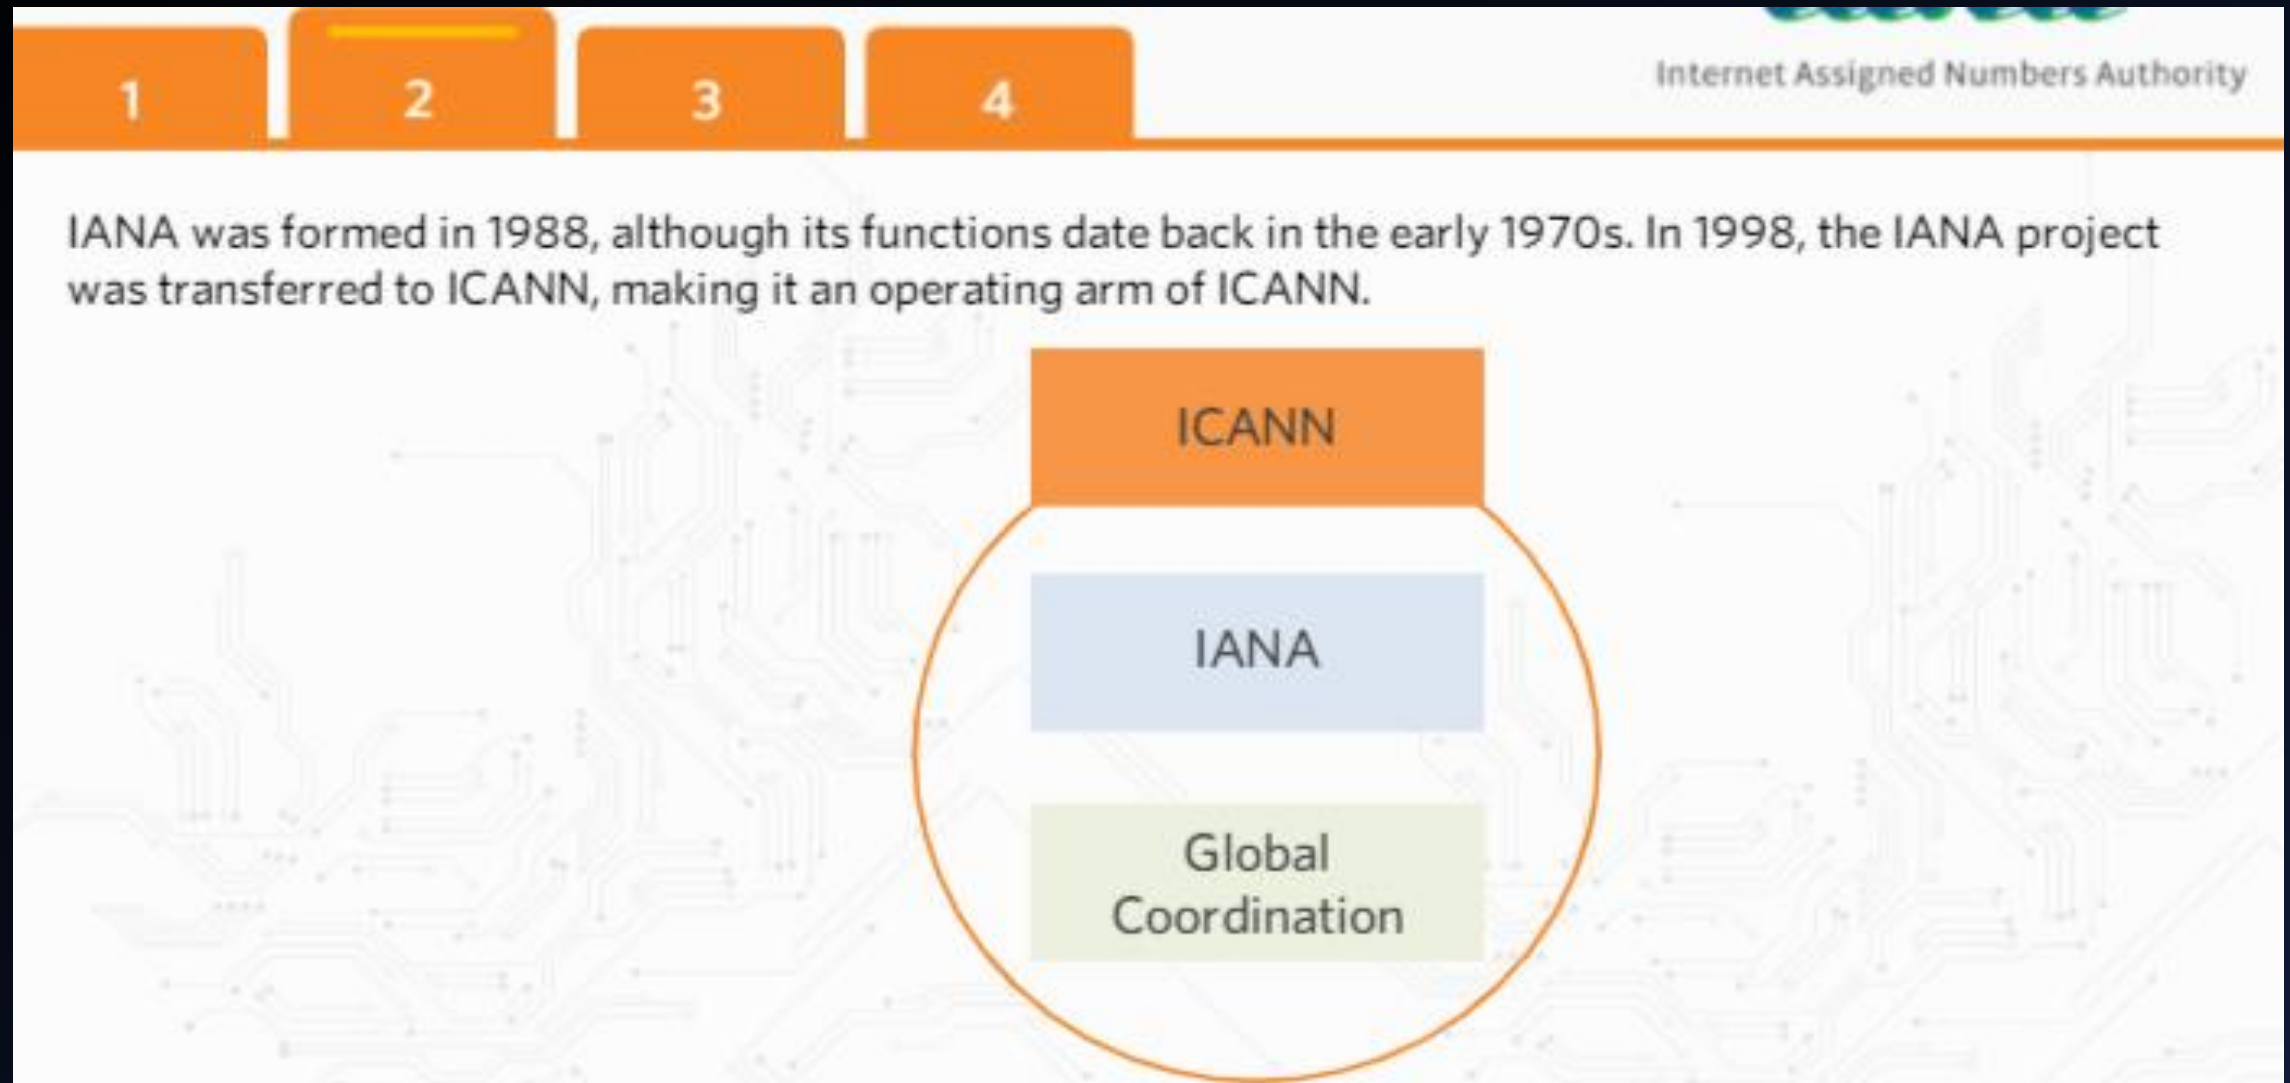 1 2 3 4
Internet Assigned Numbers Authority
IANA was formed in 1988, although its functions date back in the early 1970s. In 1998, the IANA project
was transferred to ICANN, making it an operating arm of ICANN.
ICANN
IANA
Global
Coordination